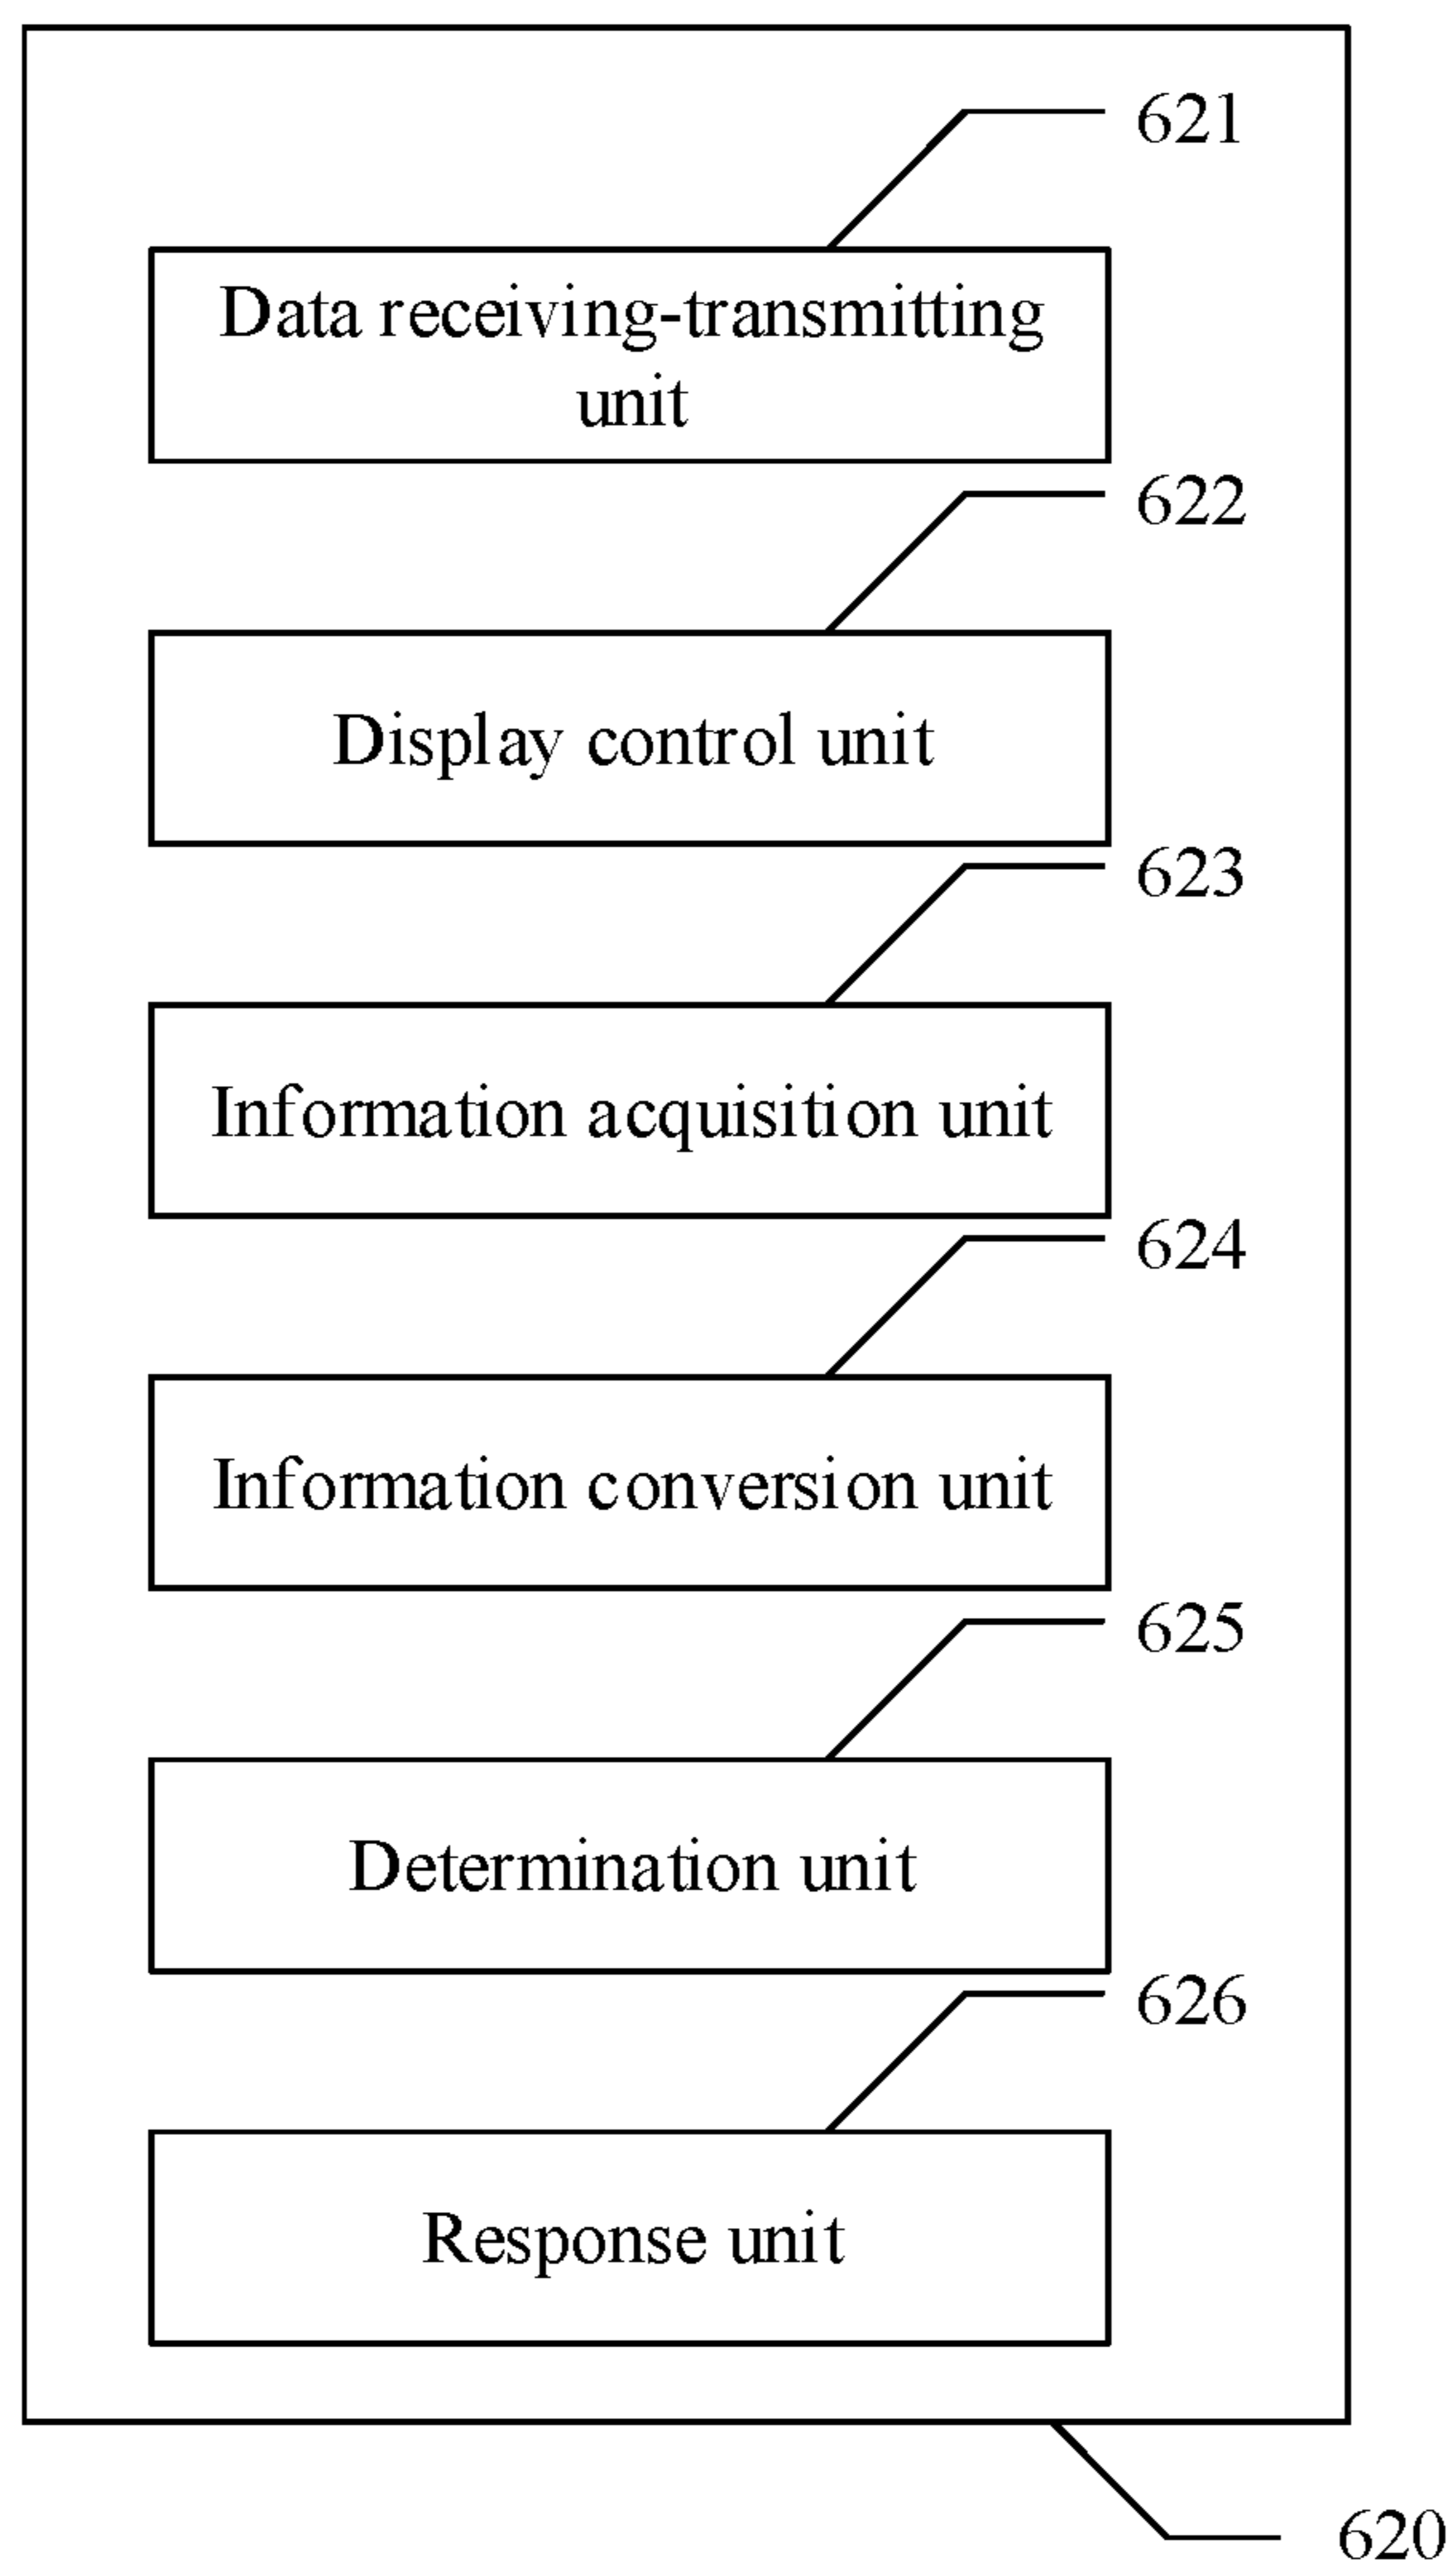 621
Data receiving-transmitting
unit
622
Display control unit
623
Information acquisition unit
624
Information conversion unit
625
Determination unit
626
Response unit
620